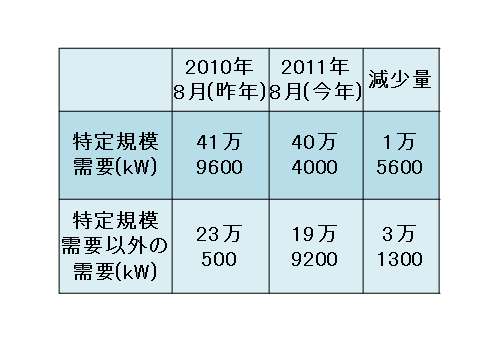 2010年
8月(昨年)
2011年
8月(今年)
減少量
特定規模
需要(kW)
41万
9600
40万
4000
1万
5600
特定規模
需要以外の
需要(kW)
23万
500
19万
9200
3万
1300